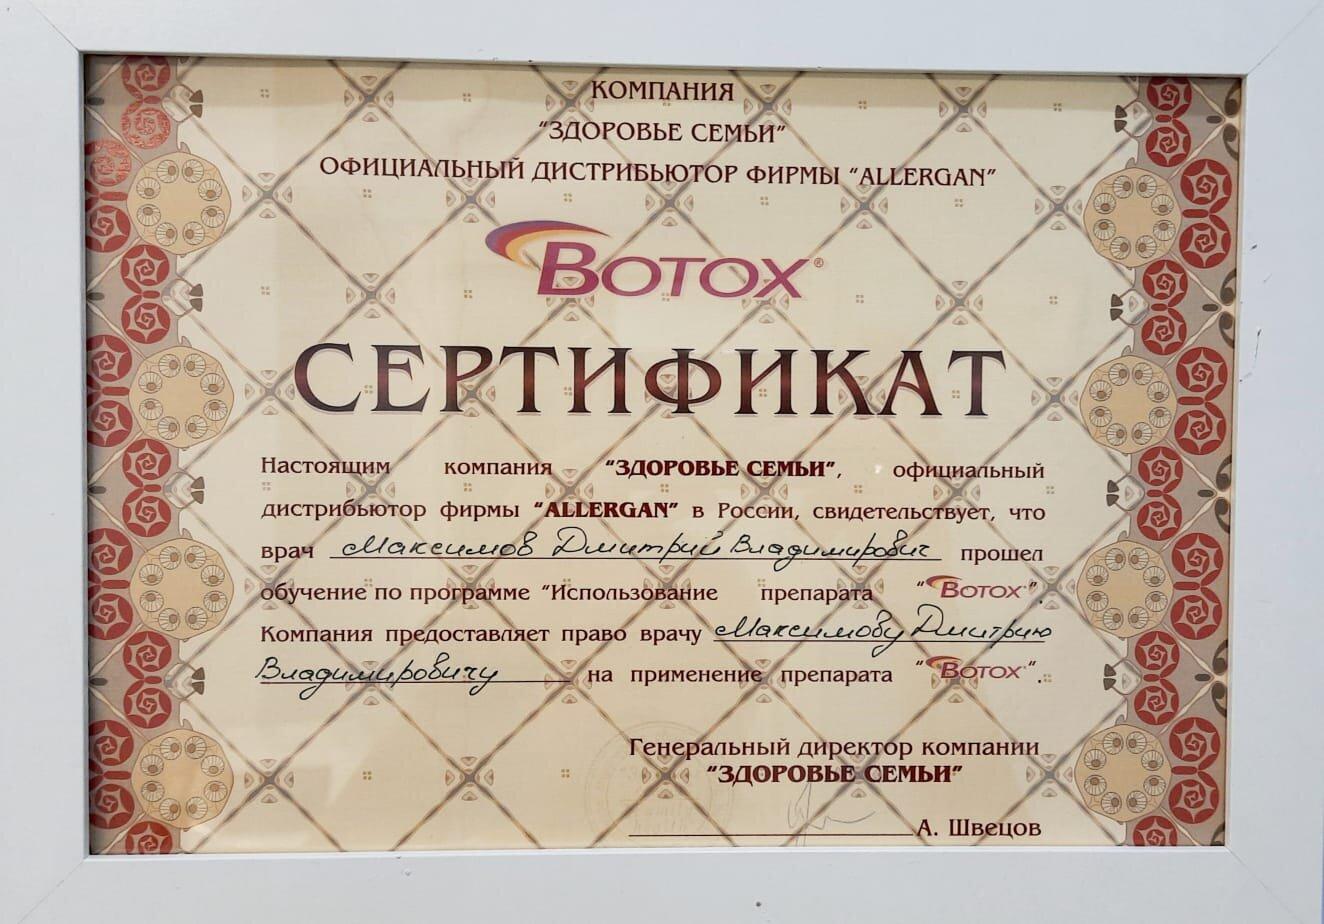 КОМПАНИЯ
“ЗДОРОВЬЕ СЕМЬИ”
ОФИЦИАЛЬНЫЙ ДИСТРИБЬЮТОР ФИРМЫ “ALLERGAN”
BOTOX®
СЕРТИФИКАТ
Настоящим компания “ЗДОРОВЬЕ СЕМЬИ”, официальный
дистрибьютор фирмы “ALLERGAN” в России, свидетельствует, что
врач Максимов Дмитрий Владимирович прошел
обучение по программе “Использование препарата “BOTOX”.
Компания предоставляет право врачу Максимову Дмитрию
Владимировичу на применение препарата “BOTOX”.
Генеральный директор компании
“ЗДОРОВЬЕ СЕМЬИ”
А. Швецов